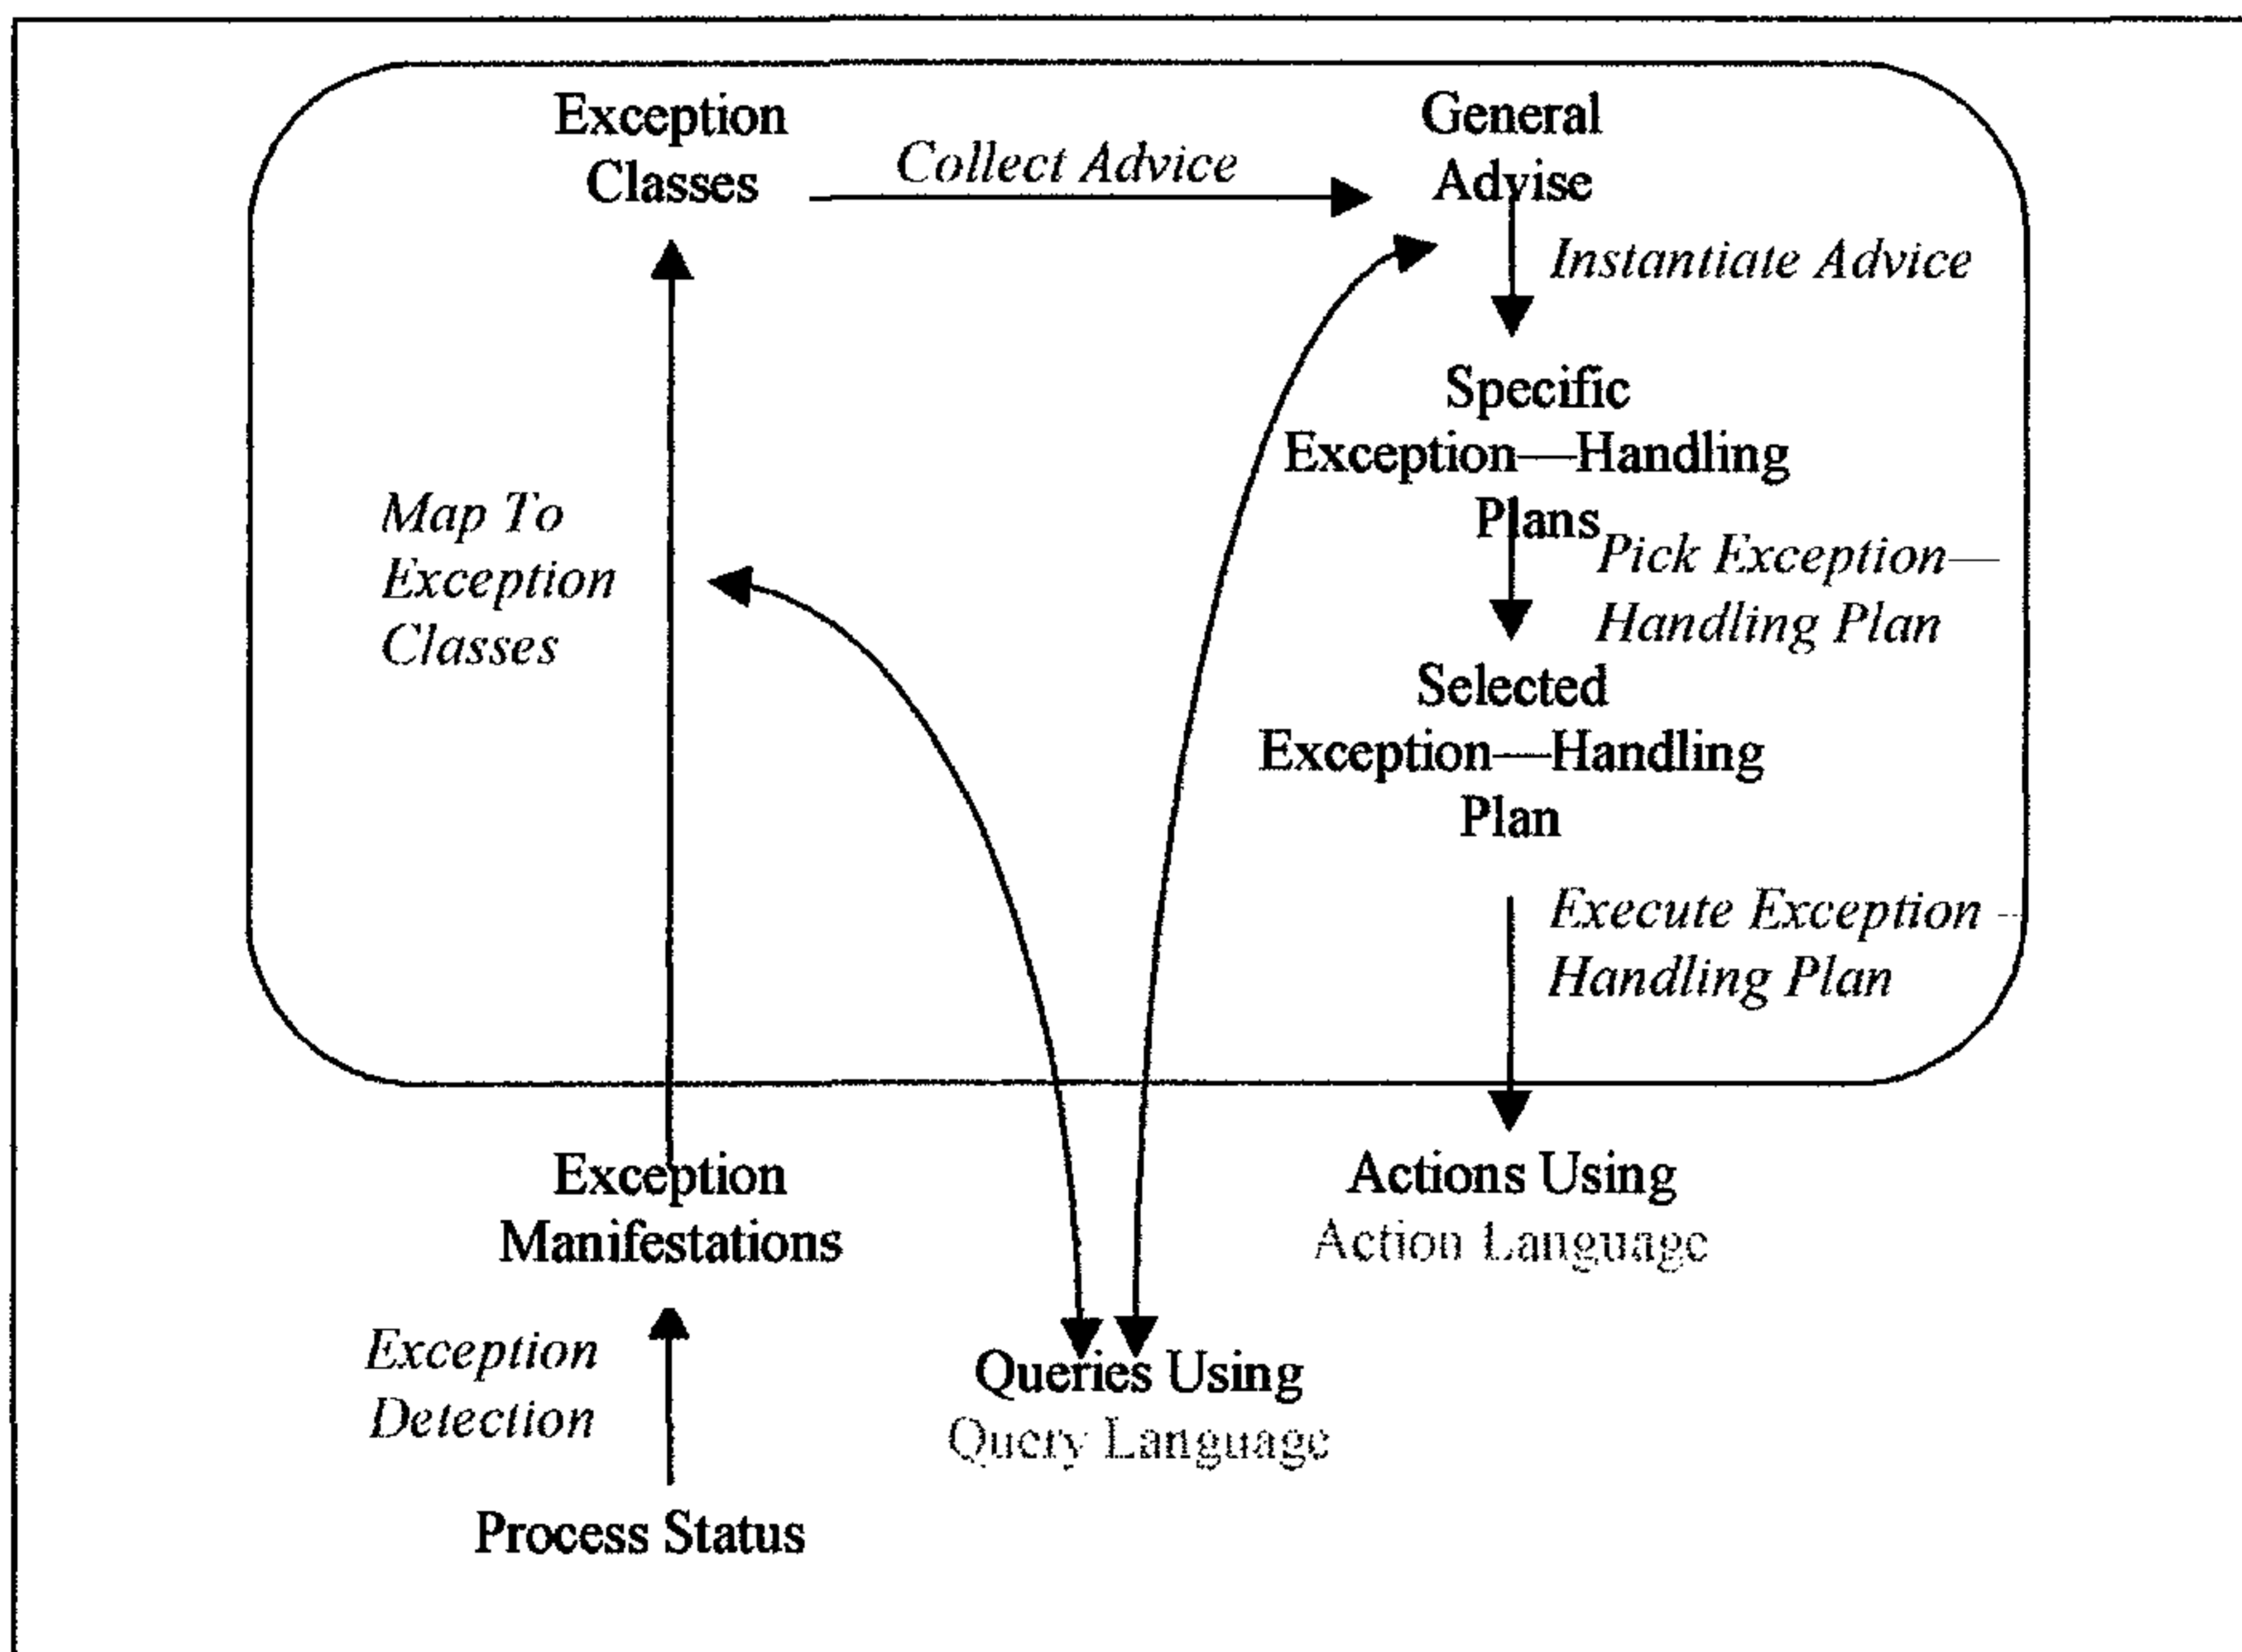 Exception
Classes
Collect Advice
General
Advise
Instantiate Advice
Specific
Exception—Handling
Plans
Pick Exception—
Handling Plan
Map To
Exception
Classes
Selected
Exception—Handling
Plan
Execute Exception –
Handling Plan
Exception
Manifestations
Actions Using
Action Language
Exception
Detection
Queries Using
Query Language
Process Status